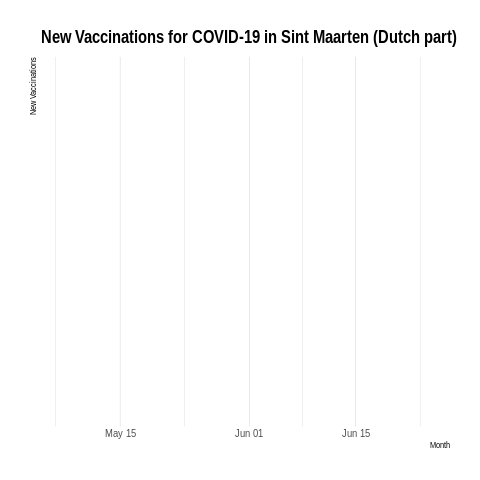 New Vaccinations for COVID-19 in Sint Maarten (Dutch part)
New Vaccinations
May 15
Jun 01
Jun 15
Month